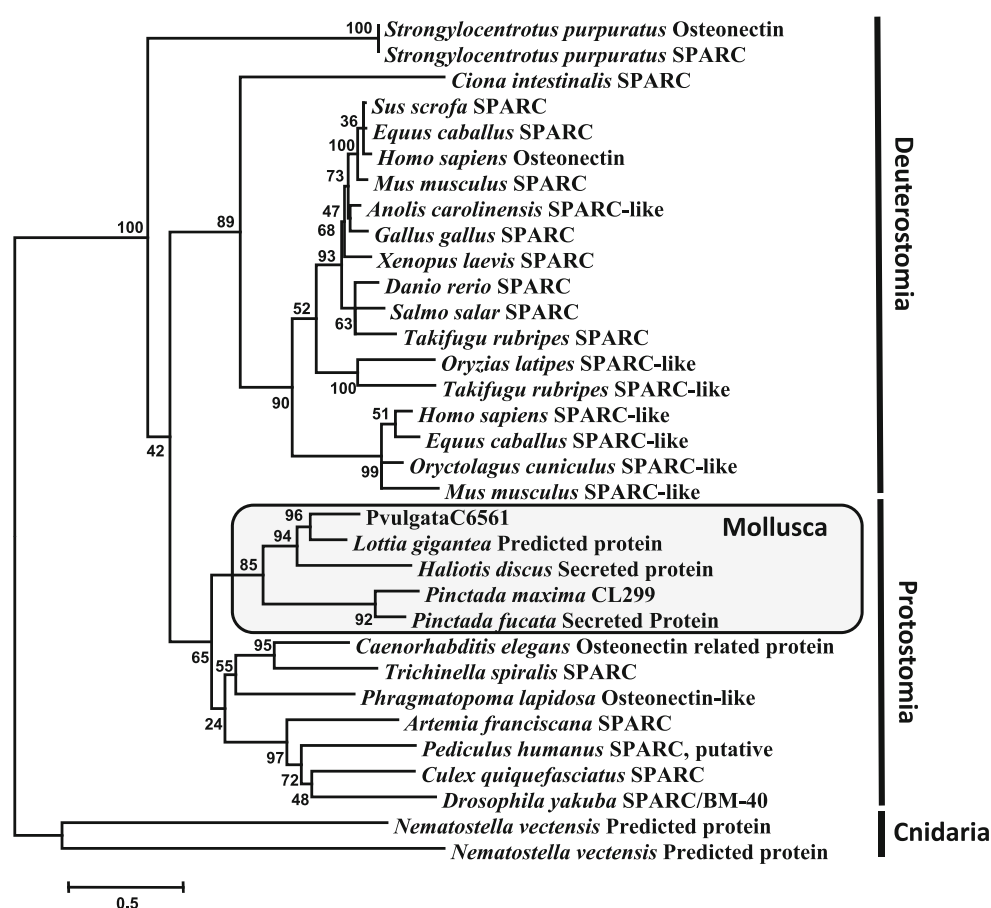 100
Strongylocentrotus purpuratus Osteonectin
Strongylocentrotus purpuratus SPARC
Ciona intestinalis SPARC
Sus scrofa SPARC
36
Equus caballus SPARC
100
Homo sapiens Osteonectin
73
Mus musculus SPARC
47
Anolis carolinensis SPARC-like
100
89
68
Gallus gallus SPARC
93
Xenopus laevis SPARC
Danio rerio SPARC
52
Salmo salar SPARC
63
Takifugu rubripes SPARC
Oryzias latipes SPARC-like
100
Takifugu rubripes SPARC-like
90
51
Homo sapiens SPARC-like
42
Equus caballus SPARC-like
99
Oryctolagus cuniculus SPARC-like
Mus musculus SPARC-like
Deuterostomia
96
PvulgataC6561
Mollusca
94
Lottia gigantea Predicted protein
85
Haliotis discus Secreted protein
Pinctada maxima CL299
92
Pinctada fucata Secreted Protein
65
95
Caenorhabditis elegans Osteonectin related protein
55
Trichinella spiralis SPARC
Phragmatopoma lapidosa Osteonectin-like
24
Artemia franciscana SPARC
97
Pediculus humanus SPARC, putative
72
Culex quiquefasciatus SPARC
48
Drosophila yakuba SPARC/BM-40
Protostomia
Nematostella vectensis Predicted protein
Cnidaria
Nematostella vectensis Predicted protein
0.5